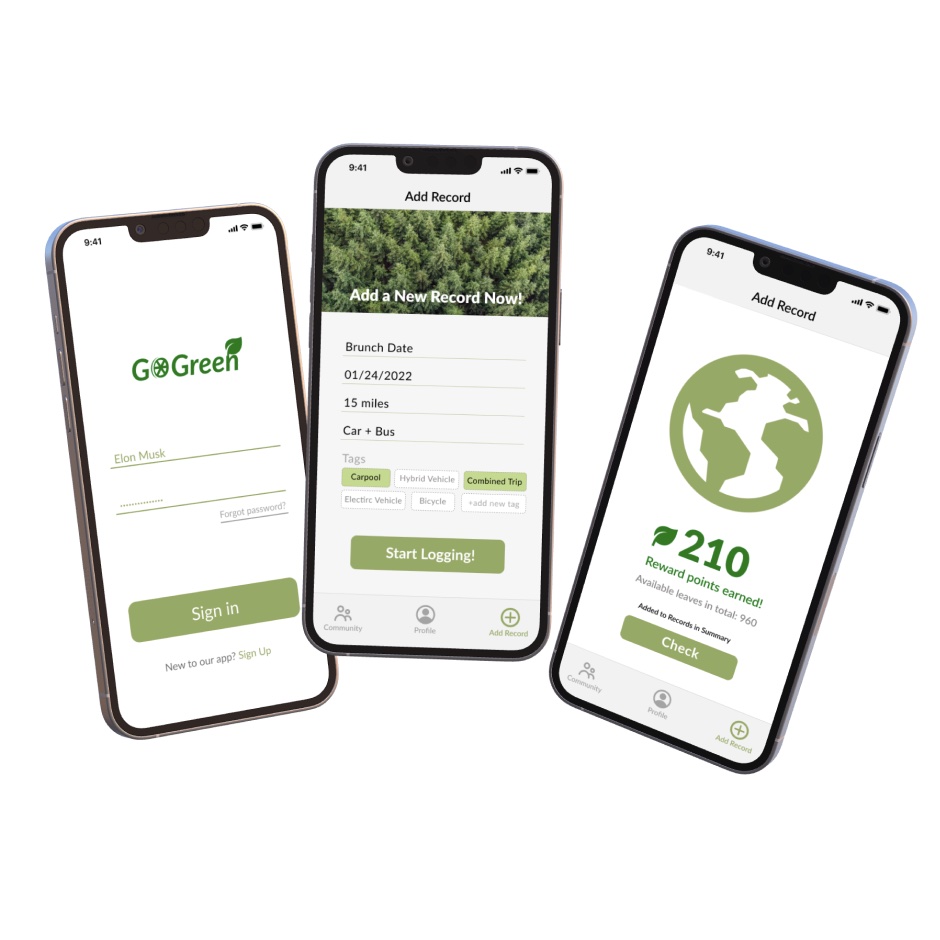 9:41
GoGreen
Elon Musk
..............
Forgot password?
Sign in
New to our app? Sign Up
9:41
Add Record
Add a New Record Now!
Brunch Date
01/24/2022
15 miles
Car + Bus
Tags
Carpool Hybrid Vehicle Combined Trip
Electirc Vehicle Bicycle +add new tag
Start Logging!
Community Profile Add Record
9:41
Add Record
210
Reward points earned!
Available leaves in total: 960
Added to Records in Summary
Check
Community Profile Add Record